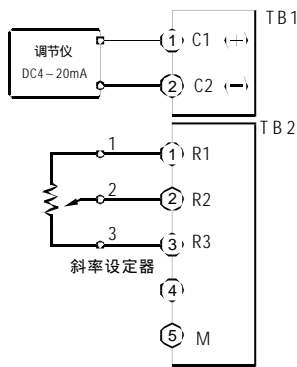 TB1
调节仪
DC4~20mA
① C1 (+)
② C2 (-)
TB2
1 ① R1
2 ② R2
3 ③ R3
斜率设定器
④
⑤ M